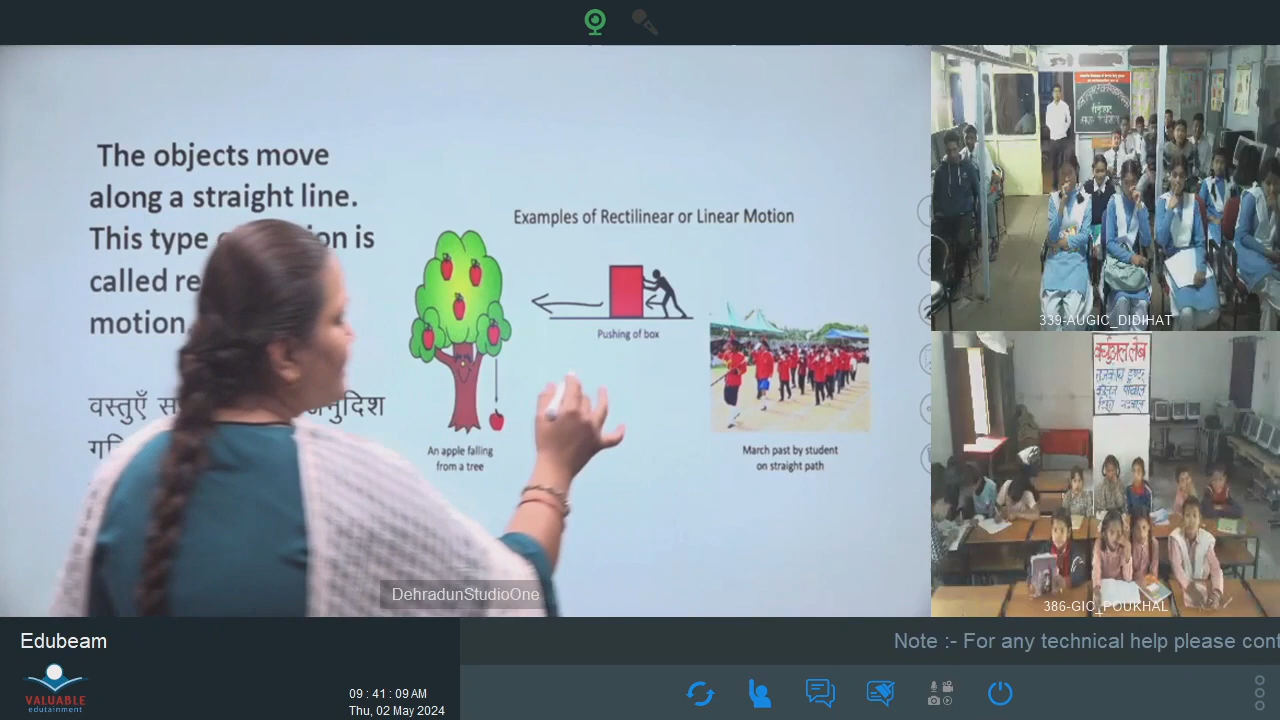 The objects move
along a straight line.
This type is
called re
motion.
वस्तुएँ
Examples of Rectilinear or Linear Motion
Pushing of box
An apple falling
from a tree
March past by student
on straight path
DehradunStudioOne
339-AUGIC_DIDIHAT
वर्चुअल लैब
386-GIC_POUKHAL
Edubeam
VALUABLE
edutainment
09 : 41 : 09 AM
Thu, 02 May 2024
Note :- For any technical help please cont